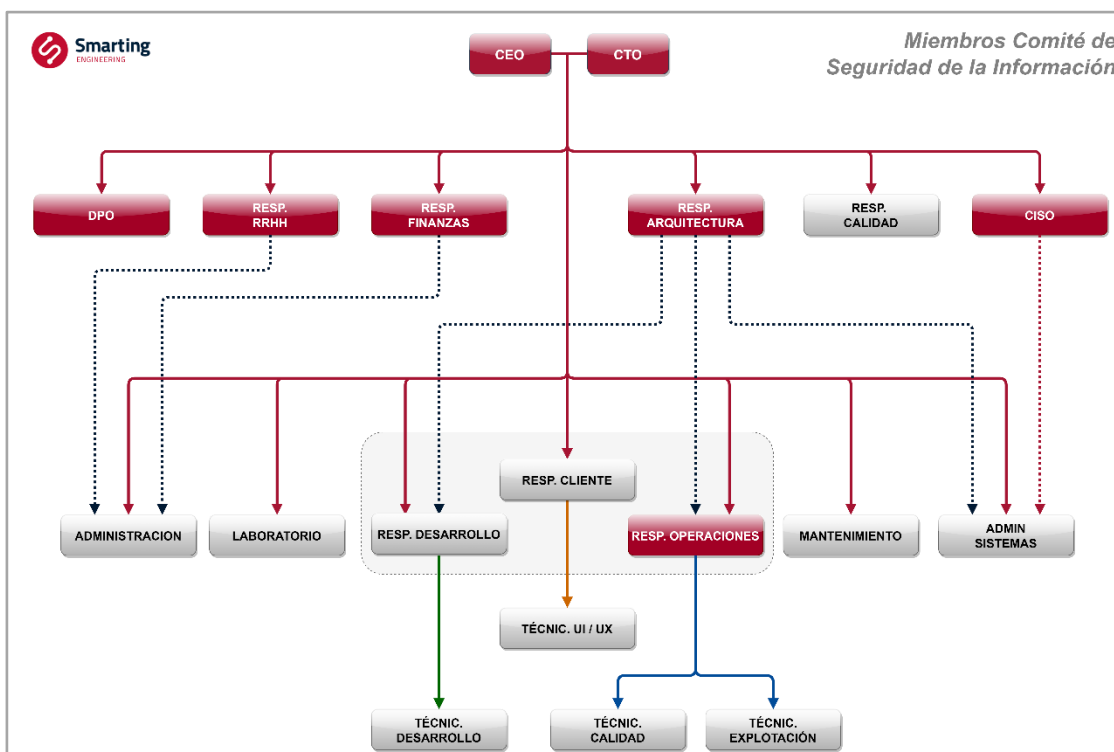 Smarting
ENGINEERING
CEO
CTO
Miembros Comité de
Seguridad de la Información
DPO
RESP.
RRHH
RESP.
FINANZAS
RESP.
ARQUITECTURA
RESP.
CALIDAD
CISO
RESP. CLIENTE
ADMINISTRACION
LABORATORIO
RESP. DESARROLLO
RESP. OPERACIONES
MANTENIMIENTO
ADMIN
SISTEMAS
TÉCNIC. UI / UX
TÉCNIC.
DESARROLLO
TÉCNIC.
CALIDAD
TÉCNIC.
EXPLOTACIÓN